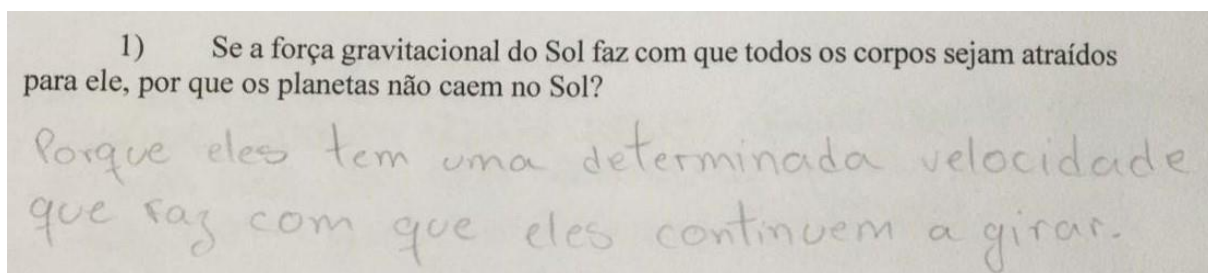 1) Se a força gravitacional do Sol faz com que todos os corpos sejam atraídos
para ele, por que os planetas não caem no Sol?
Porque eles tem uma determinada velocidade
que faz com que eles continuem a girar.